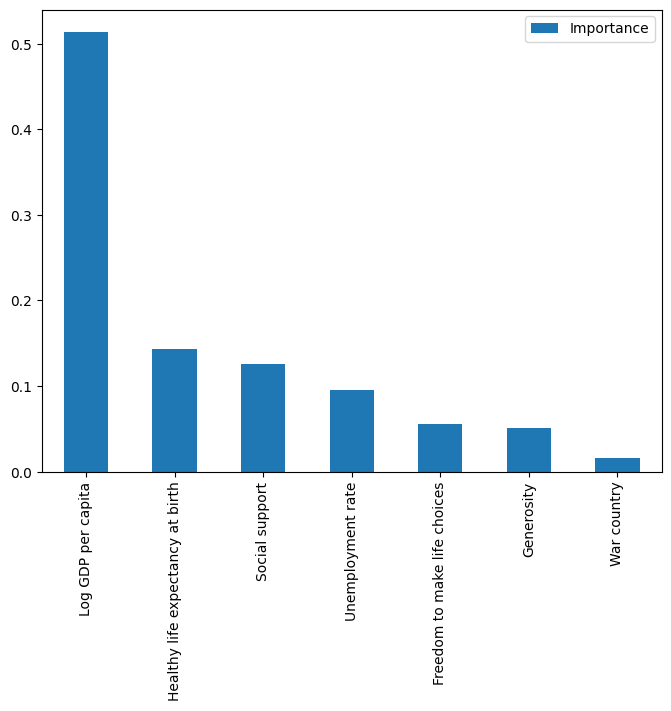 Importance
0.5
0.4
0.3
0.2
0.1
0.0
Log GDP per capita
Healthy life expectancy at birth
Social support
Unemployment rate
Freedom to make life choices
Generosity
War country